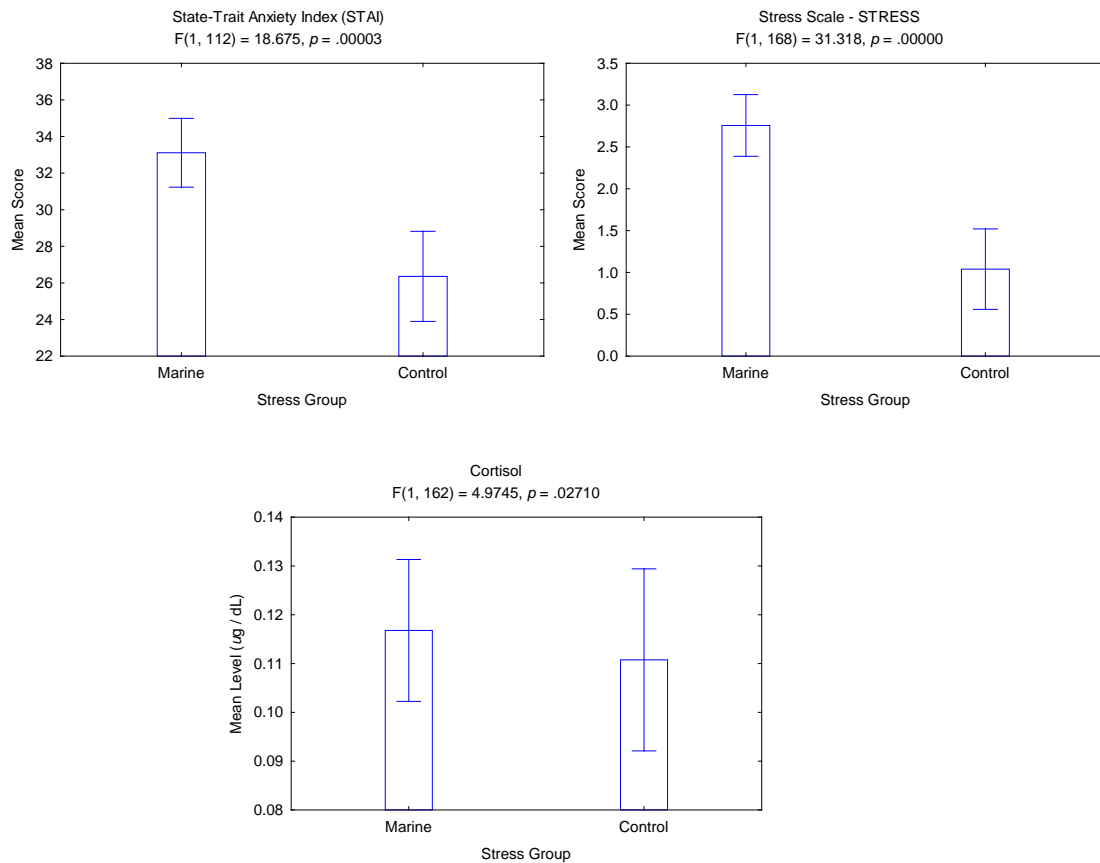 State-Trait Anxiety Index (STAI)
F(1, 112) = 18.675, p = .00003
38
36
34
32
30
28
26
24
22
Mean Score
Marine
Control
Stress Group
Stress Scale - STRESS
F(1, 168) = 31.318, p = .00000
3.5
3.0
2.5
2.0
1.5
1.0
0.5
0.0
Mean Score
Marine
Control
Stress Group
Cortisol
F(1, 162) = 4.9745, p = .02710
0.14
0.13
0.12
0.11
0.10
0.09
0.08
Mean Level (ug / dL)
Marine
Control
Stress Group